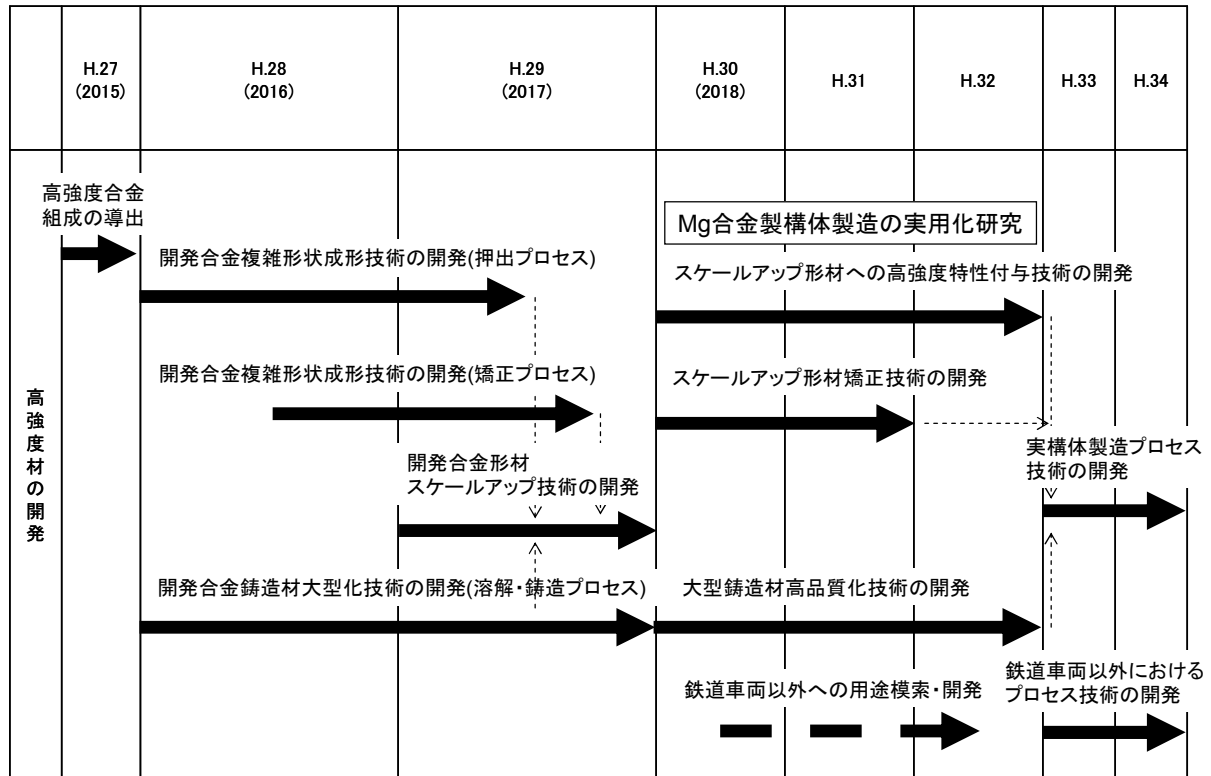 H.27
(2015)
H.28
(2016)
H.29
(2017)
H.30
(2018)
H.31
H.32
H.33
H.34
高強度材の開発
高強度合金
組成の導出
開発合金複雑形状成形技術の開発(押出プロセス)
Mg合金製構体製造の実用化研究
スケールアップ形材への高強度特性付与技術の開発
開発合金複雑形状成形技術の開発(矯正プロセス)
スケールアップ形材矯正技術の開発
開発合金形材
スケールアップ技術の開発
実構体製造プロセス
技術の開発
開発合金鋳造材大型化技術の開発(溶解・鋳造プロセス)
大型鋳造材高品質化技術の開発
鉄道車両以外への用途模索・開発
鉄道車両以外における
プロセス技術の開発